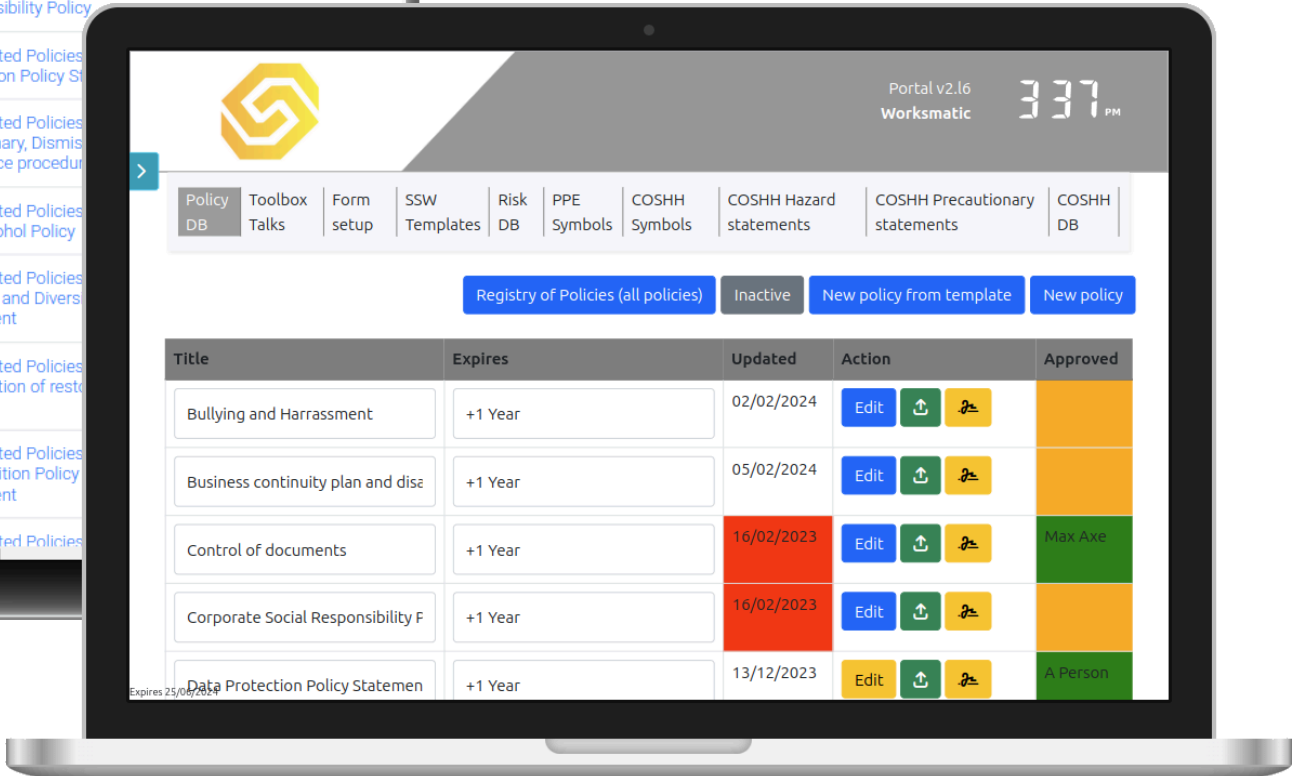 sibility Policy
ted Policies
on Policy St
ted Policies
ary, Dismis
ce procedur
ted Policies
ohol Policy
ted Policies
and Divers
ent
ted Policies
tion of resto
ted Policies
ition Policy
ent
ted Policies
Portal v2.16
Worksmatic
337 PM
Policy DB
Toolbox Talks
Form setup
SSW Templates
Risk DB
PPE Symbols
COSHH Symbols
COSHH Hazard statements
COSHH Precautionary statements
COSHH DB
Registry of Policies (all policies) Inactive New policy from template New policy
Title Expires Updated Action Approved
Bullying and Harrassment +1 Year 02/02/2024 Edit
Business continuity plan and disa +1 Year 05/02/2024 Edit
Control of documents +1 Year 16/02/2023 Edit Max Axe
Corporate Social Responsibility P +1 Year 16/02/2023 Edit
Data Protection Policy Statemen +1 Year 13/12/2023 Edit A Person
Expires 25/06/2024